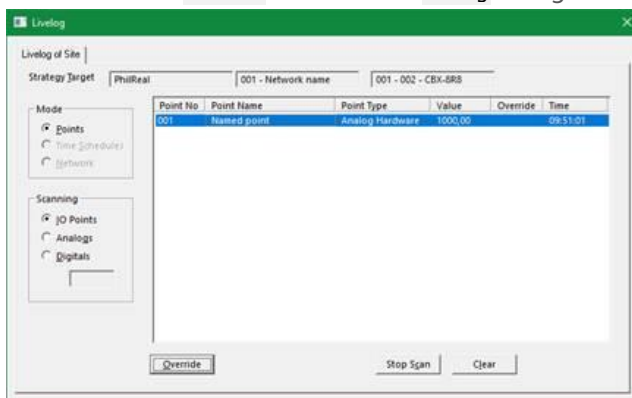 Livelog
Livelog of Site
Strategy Target PhilReal 001 - Network name 001 - 002 - CBX-8R8
Mode
Points
Time Schedules
Network
Scanning
IO Points
Analogs
Digitals
Point No Point Name Point Type Value Override Time
001 Named point Analog Hardware 1000,00 09:51:01
Override Stop Scan Clear